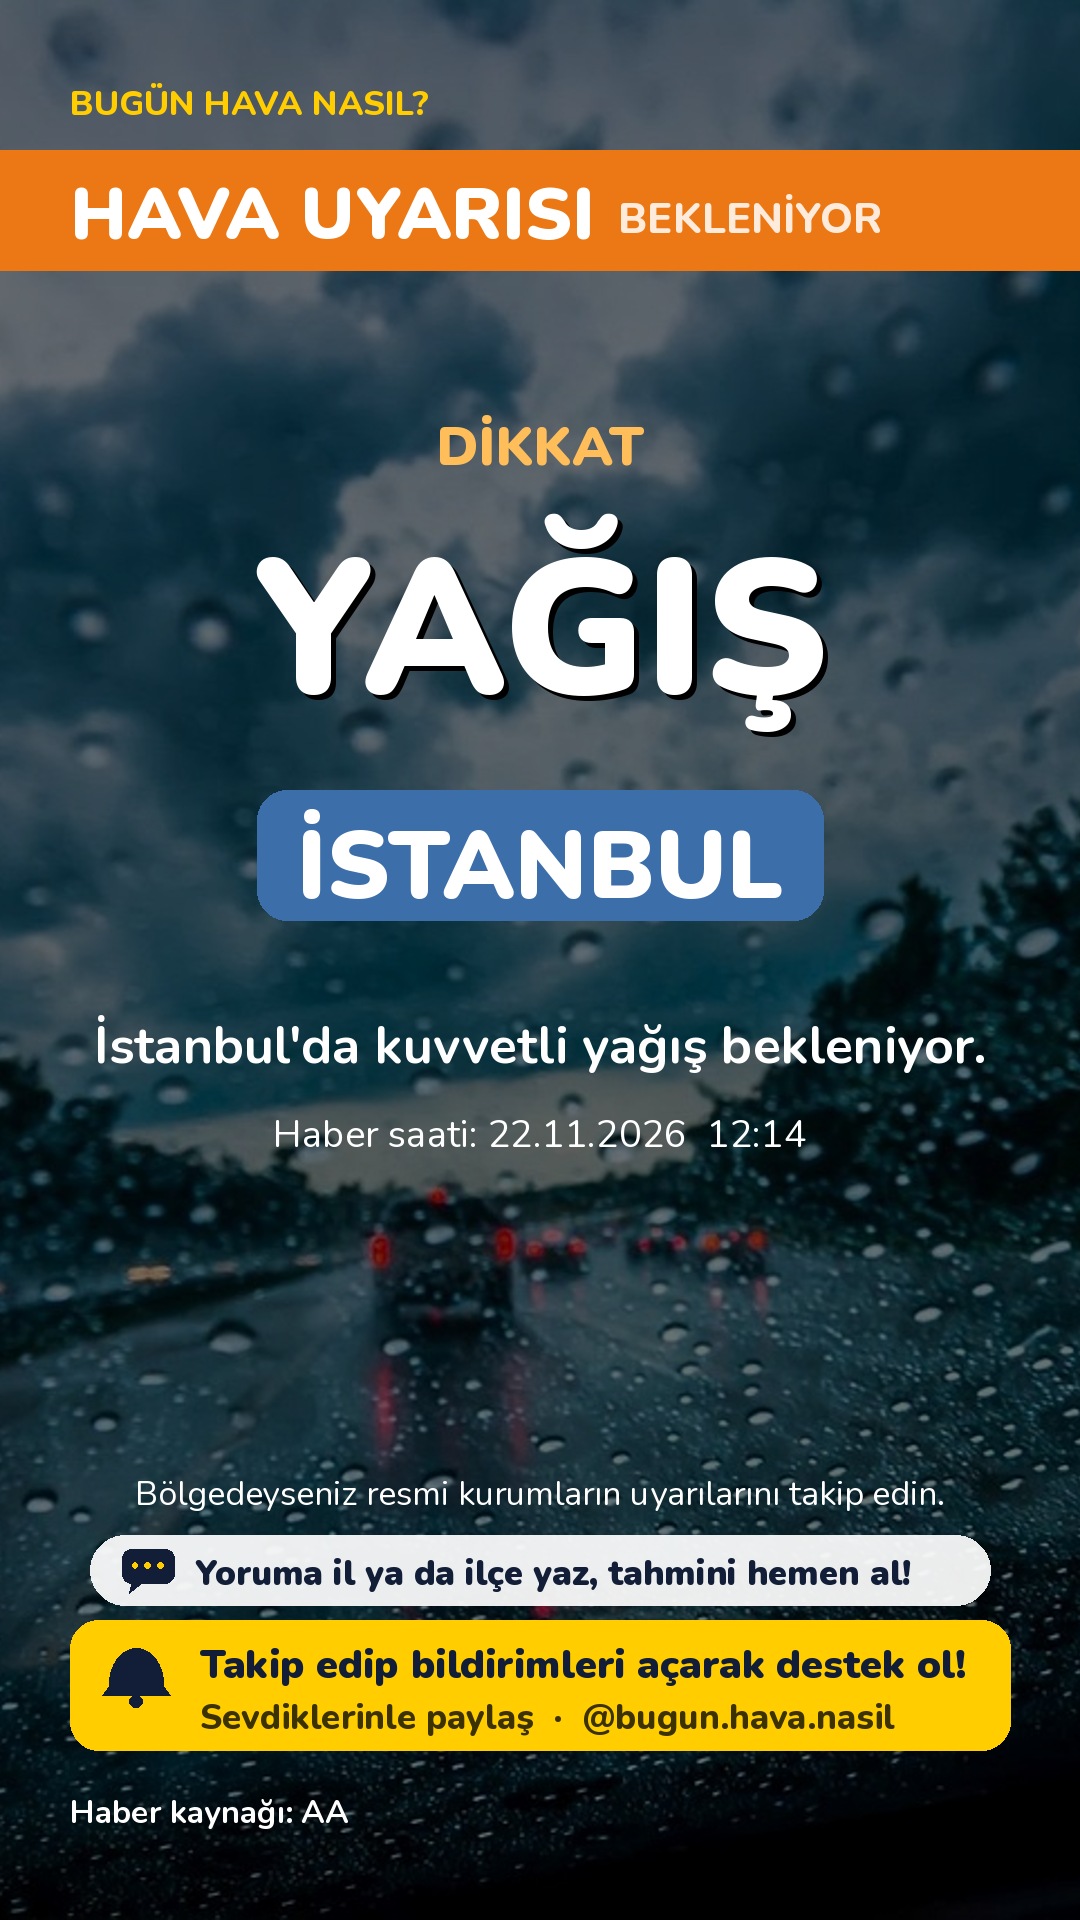 BUGÜN HAVA NASIL?
HAVA UYARISI BEKLENİYOR
DİKKAT
YAĞIŞ
İSTANBUL
İstanbul'da kuvvetli yağış bekleniyor.
Haber saati: 22.11.2026 12:14
Bölgedeyseniz resmi kurumların uyarılarını takip edin.
Yoruma il ya da ilçe yaz, tahmini hemen al!
Takip edip bildirimleri açarak destek ol!
Sevdiklerinle paylaş · @bugun.hava.nasil
Haber kaynağı: AA